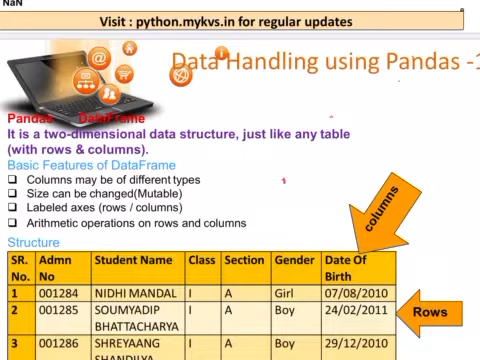 NaN
Visit : python.mykvs.in for regular updates
Data Handling using Pandas -1
Pandas DataFrame
It is a two-dimensional data structure, just like any table
(with rows & columns).
Basic Features of DataFrame
❑ Columns may be of different types
❑ Size can be changed(Mutable)
❑ Labeled axes (rows / columns)
❑ Arithmetic operations on rows and columns
Structure
columns
SR. No. Admn No Student Name Class Section Gender Date Of Birth
1 001284 NIDHI MANDAL I A Girl 07/08/2010
2 001285 SOUMYADIP BHATTACHARYA I A Boy 24/02/2011
Rows
3 001286 SHREYAANG SHANDILYA I A Boy 29/12/2010